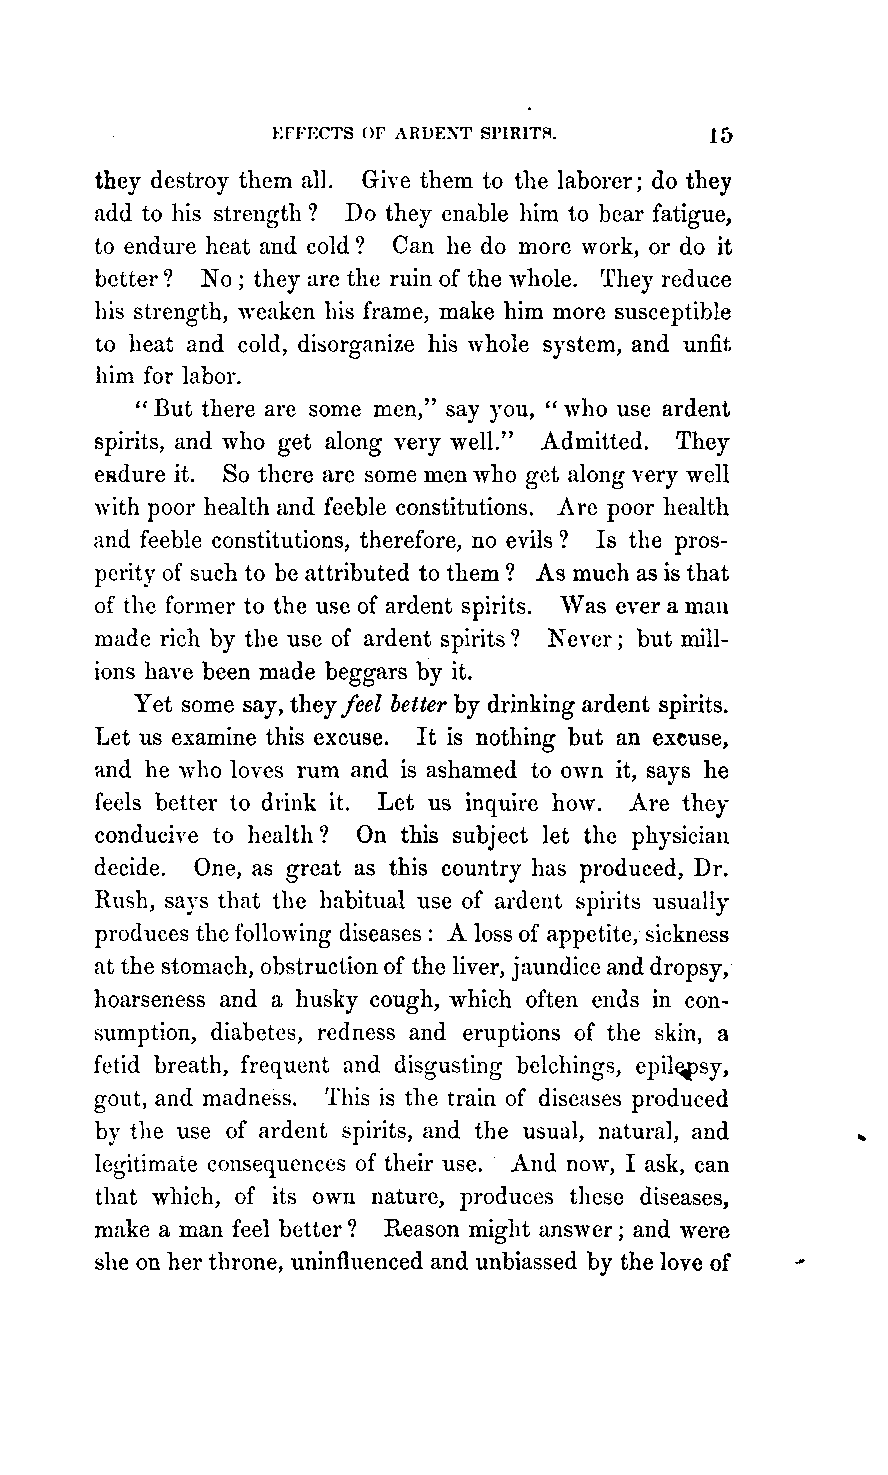 EFFECTS OF ARDENT SPIRITS. 15
they destroy them all. Give them to the laborer; do they
add to his strength? Do they enable him to bear fatigue,
to endure heat and cold? Can he do more work, or do it
better? No; they are the ruin of the whole. They reduce
his strength, weaken his frame, make him more susceptible
to heat and cold, disorganize his whole system, and unfit
him for labor.
"But there are some men," say you, "who use ardent
spirits, and who get along very well." Admitted. They
endure it. So there are some men who get along very well
with poor health and feeble constitutions. Are poor health
and feeble constitutions, therefore, no evils? Is the pros-
perity of such to be attributed to them? As much as is that
of the former to the use of ardent spirits. Was ever a man
made rich by the use of ardent spirits? Never; but mill-
ions have been made beggars by it.
Yet some say, they feel better by drinking ardent spirits.
Let us examine this excuse. It is nothing but an excuse,
and he who loves rum and is ashamed to own it, says he
feels better to drink it. Let us inquire how. Are they
conducive to health? On this subject let the physician
decide. One, as great as this country has produced, Dr.
Rush, says that the habitual use of ardent spirits usually
produces the following diseases: A loss of appetite, sickness
at the stomach, obstruction of the liver, jaundice and dropsy,
hoarseness and a husky cough, which often ends in con-
sumption, diabetes, redness and eruptions of the skin, a
fetid breath, frequent and disgusting belchings, epilepsy,
gout, and madness. This is the train of diseases produced
by the use of ardent spirits, and the usual, natural, and
legitimate consequences of their use. And now, I ask, can
that which, of its own nature, produces these diseases,
make a man feel better? Reason might answer; and were
she on her throne, uninfluenced and unbiassed by the love of